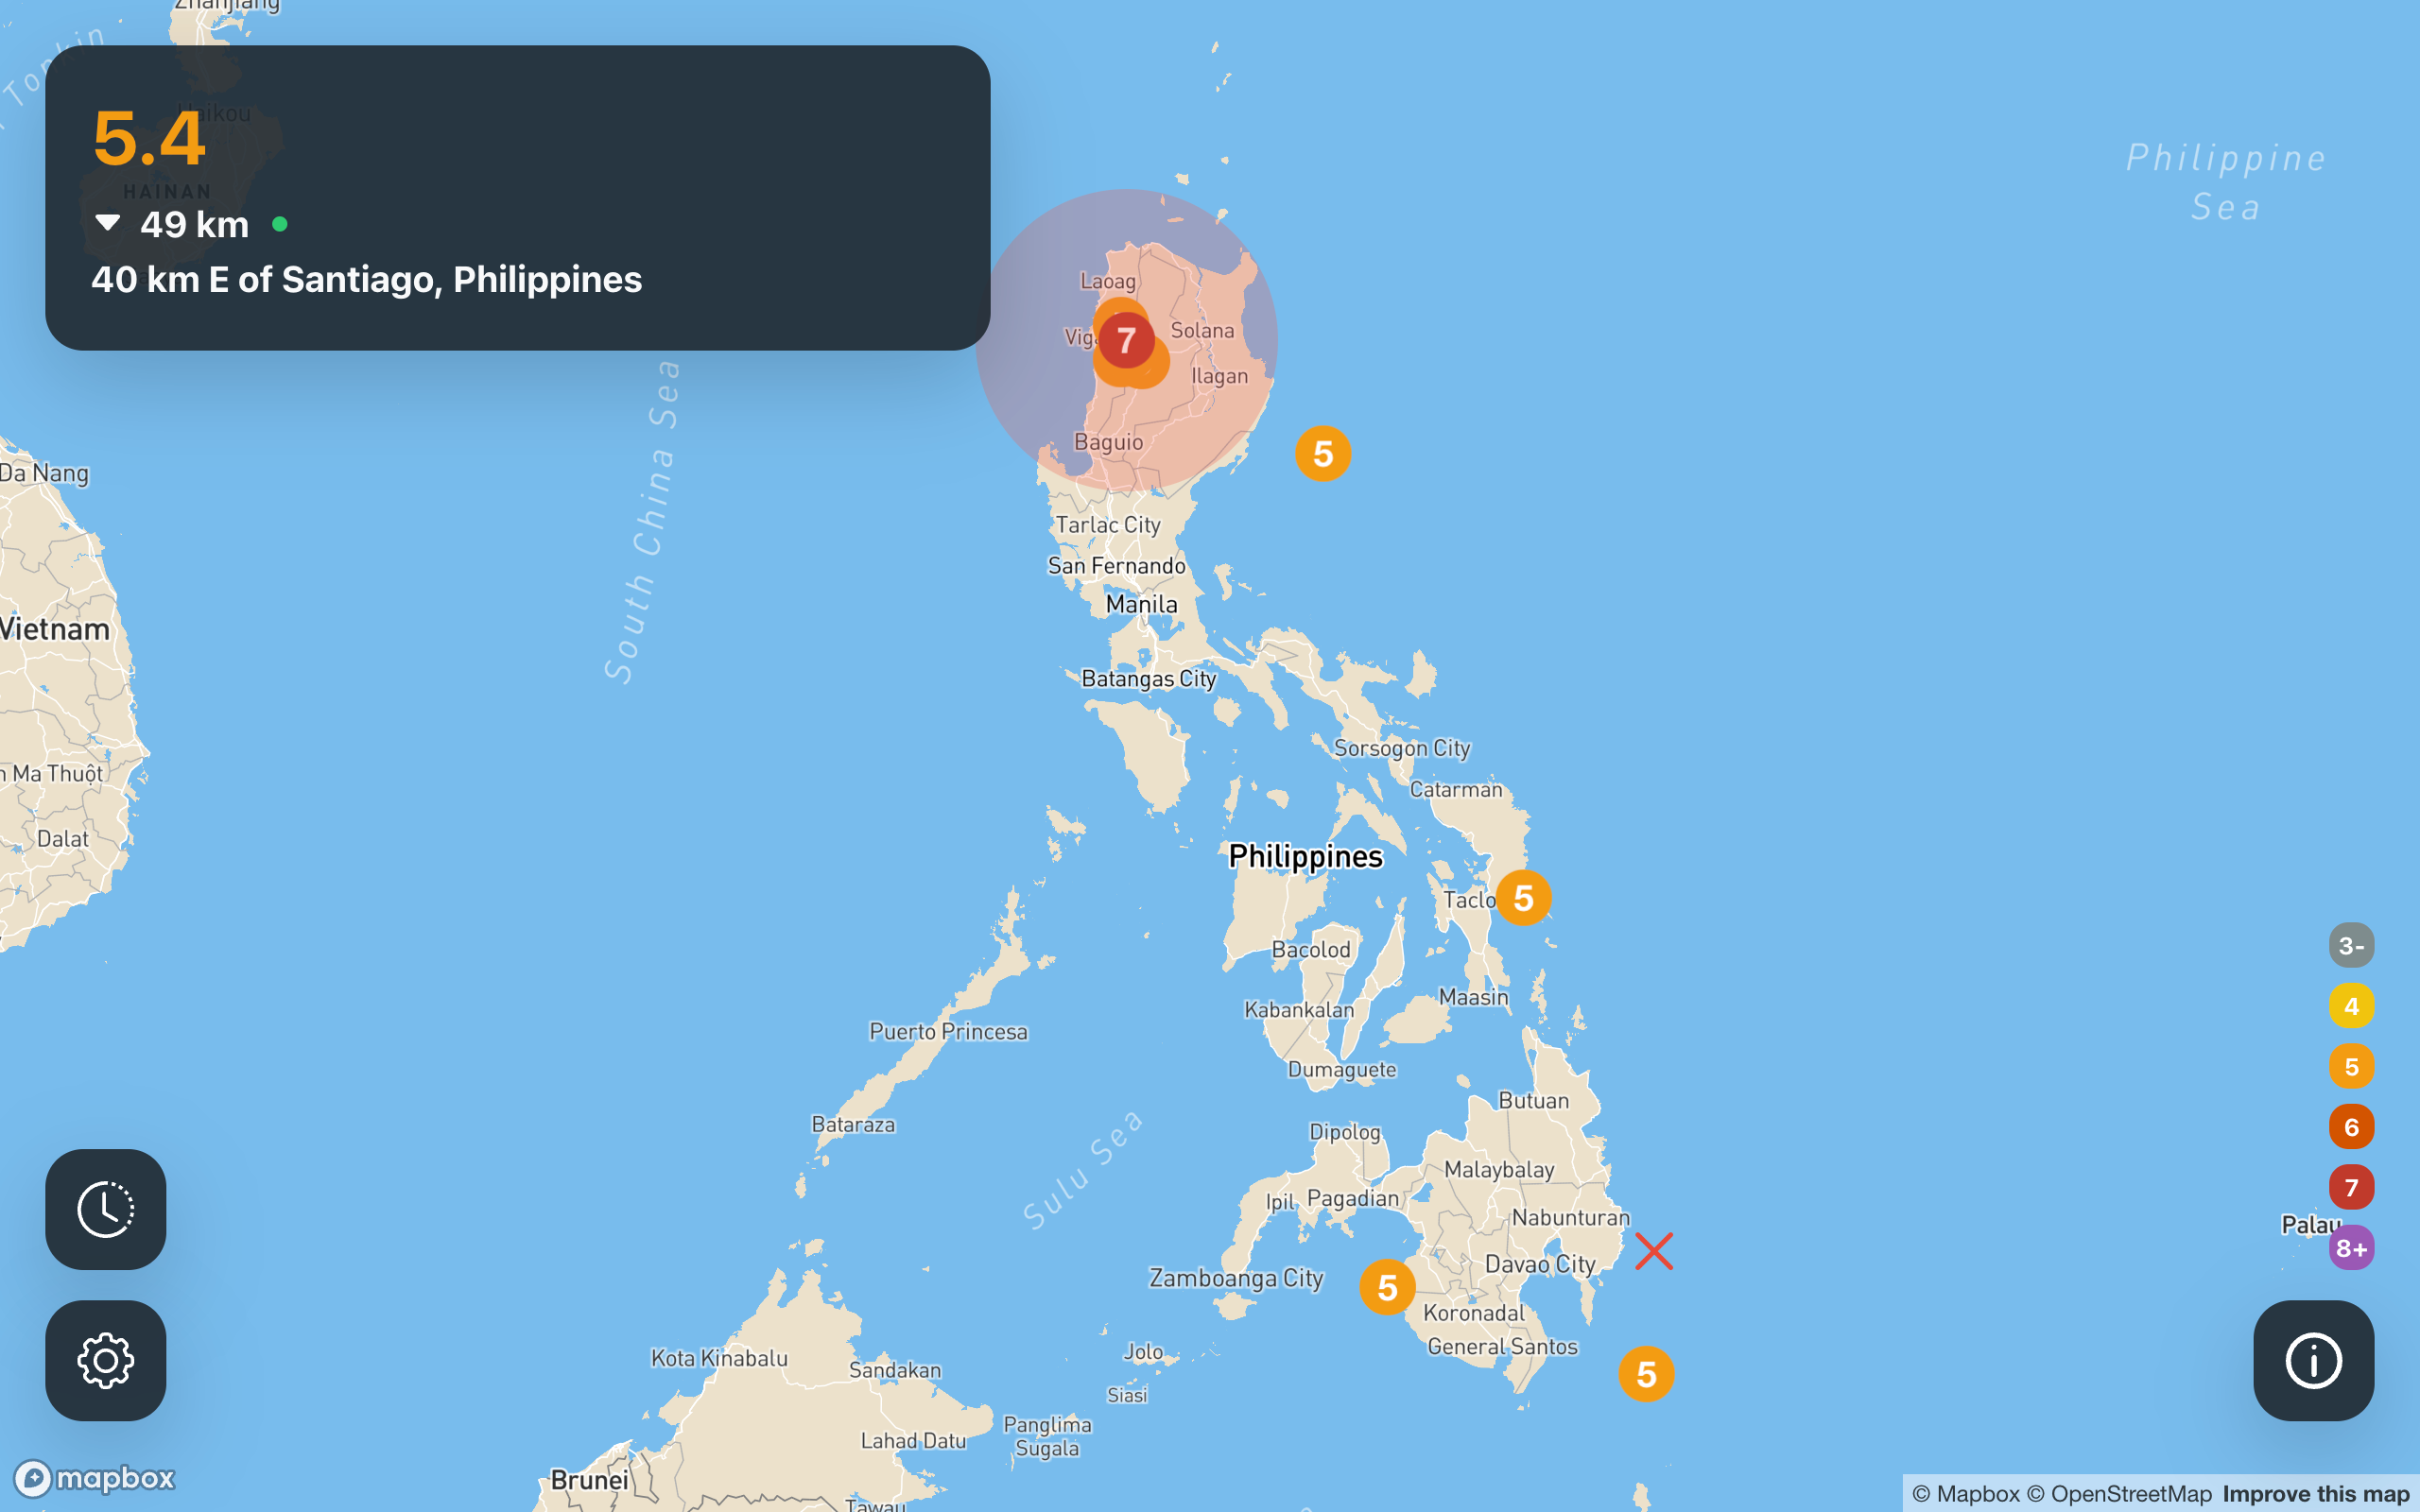 Zhanjiang
Tonkin
Haikou
5.4
HAINAN
49 km
40 km E of Santiago, Philippines
Philippine
Sea
Laoag
7
Solana
Ilagan
South China Sea
Baguio
5
Da Nang
Tarlac City
San Fernando
Manila
Vietnam
Batangas City
Sorsogon City
Ma Thuột
Catarman
Dalat
Philippines
Taclo
5
Bacolod
3-
Maasin
4
Kabankalan
Puerto Princesa
5
Dumaguete
Butuan
6
Bataraza
Dipolog
Sulu Sea
Malaybalay
7
Ipil
Pagadian
Nabunturan
Palau
8+
Davao City
Zamboanga City
5
Koronadal
General Santos
Jolo
Kota Kinabalu
Sandakan
5
Siasi
Panglima
Sugala
Lahad Datu
mapbox
Brunei
Tawau
© Mapbox © OpenStreetMap Improve this map